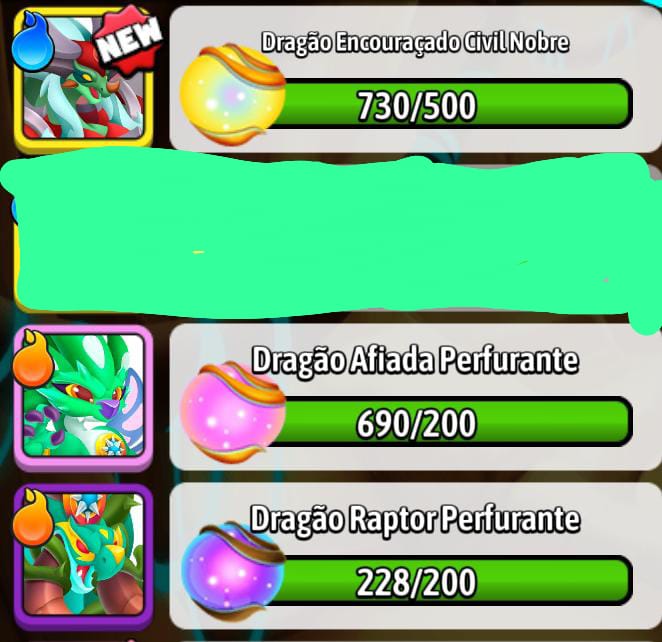 NEW
Dragão Encouraçado Civil Nobre
730/500
Dragão Afiada Perfurante
690/200
Dragão Raptor Perfurante
228/200